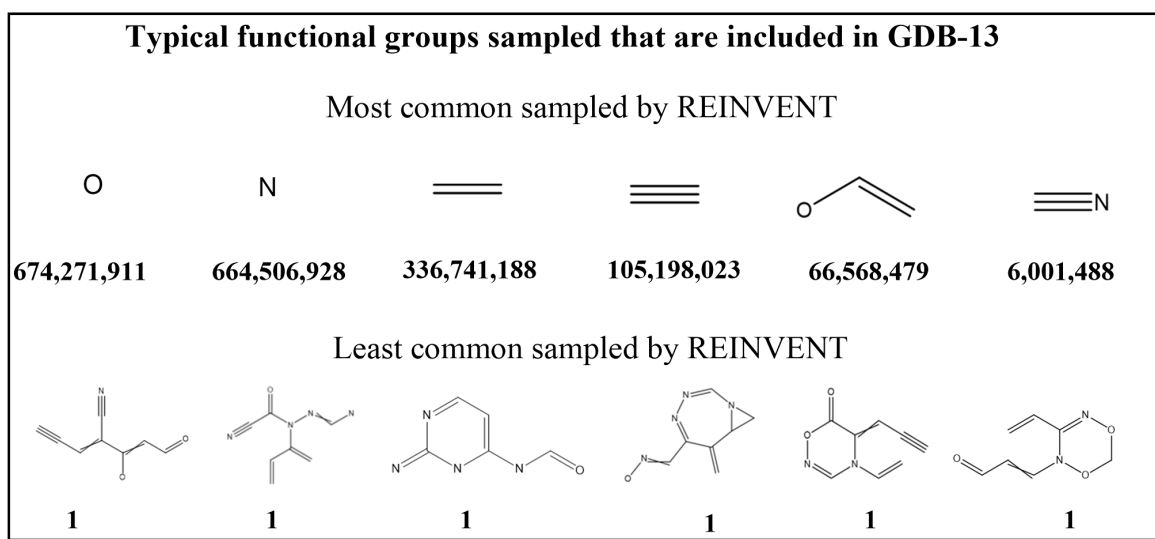 Typical functional groups sampled that are included in GDB-13
Most common sampled by REINVENT
O N O N
674,271,911 664,506,928 336,741,188 105,198,023 66,568,479 6,001,488
Least common sampled by REINVENT
N O N O
N N N N O
N N N N O
N N N O
O N N O N N O
O N N O O N O
1 1 1 1 1 1